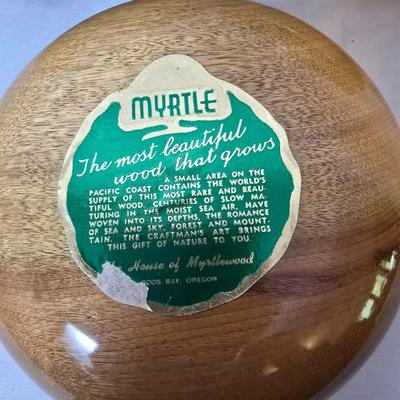 MYRTLE
The most beautiful
wood that grows
A SMALL AREA ON THE
PACIFIC COAST CONTAINS THE WORLD'S
SUPPLY OF THIS MOST RARE AND BEAU-
TIFUL WOOD. CENTURIES OF SLOW MA-
TURING IN THE MOIST SEA AIR, HAVE
WOVEN INTO ITS DEPTHS, THE ROMANCE
OF SEA AND SKY, FOREST AND MOUNT-
TAIN. THE CRAFTMAN'S ART BRINGS
THIS GIFT OF NATURE TO YOU.
House of Myrtlewood
COOS BAY, OREGON